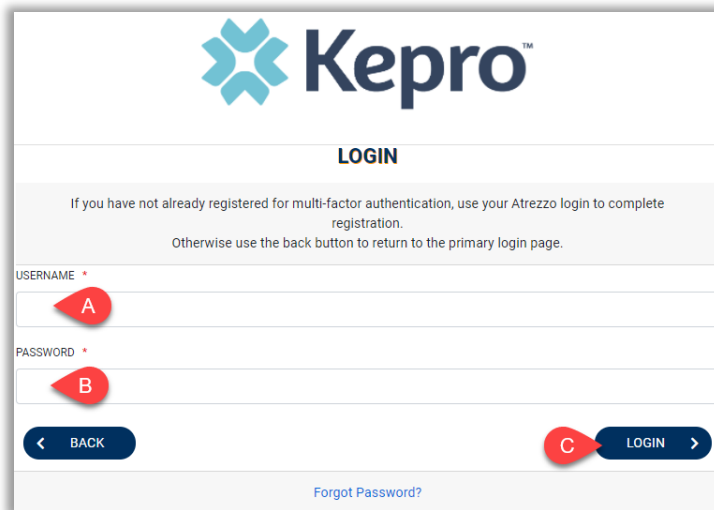 Kepro™
LOGIN
If you have not already registered for multi-factor authentication, use your Atrezzo login to complete
registration.
Otherwise use the back button to return to the primary login page.
USERNAME *
A
PASSWORD *
B
BACK
C
LOGIN
Forgot Password?